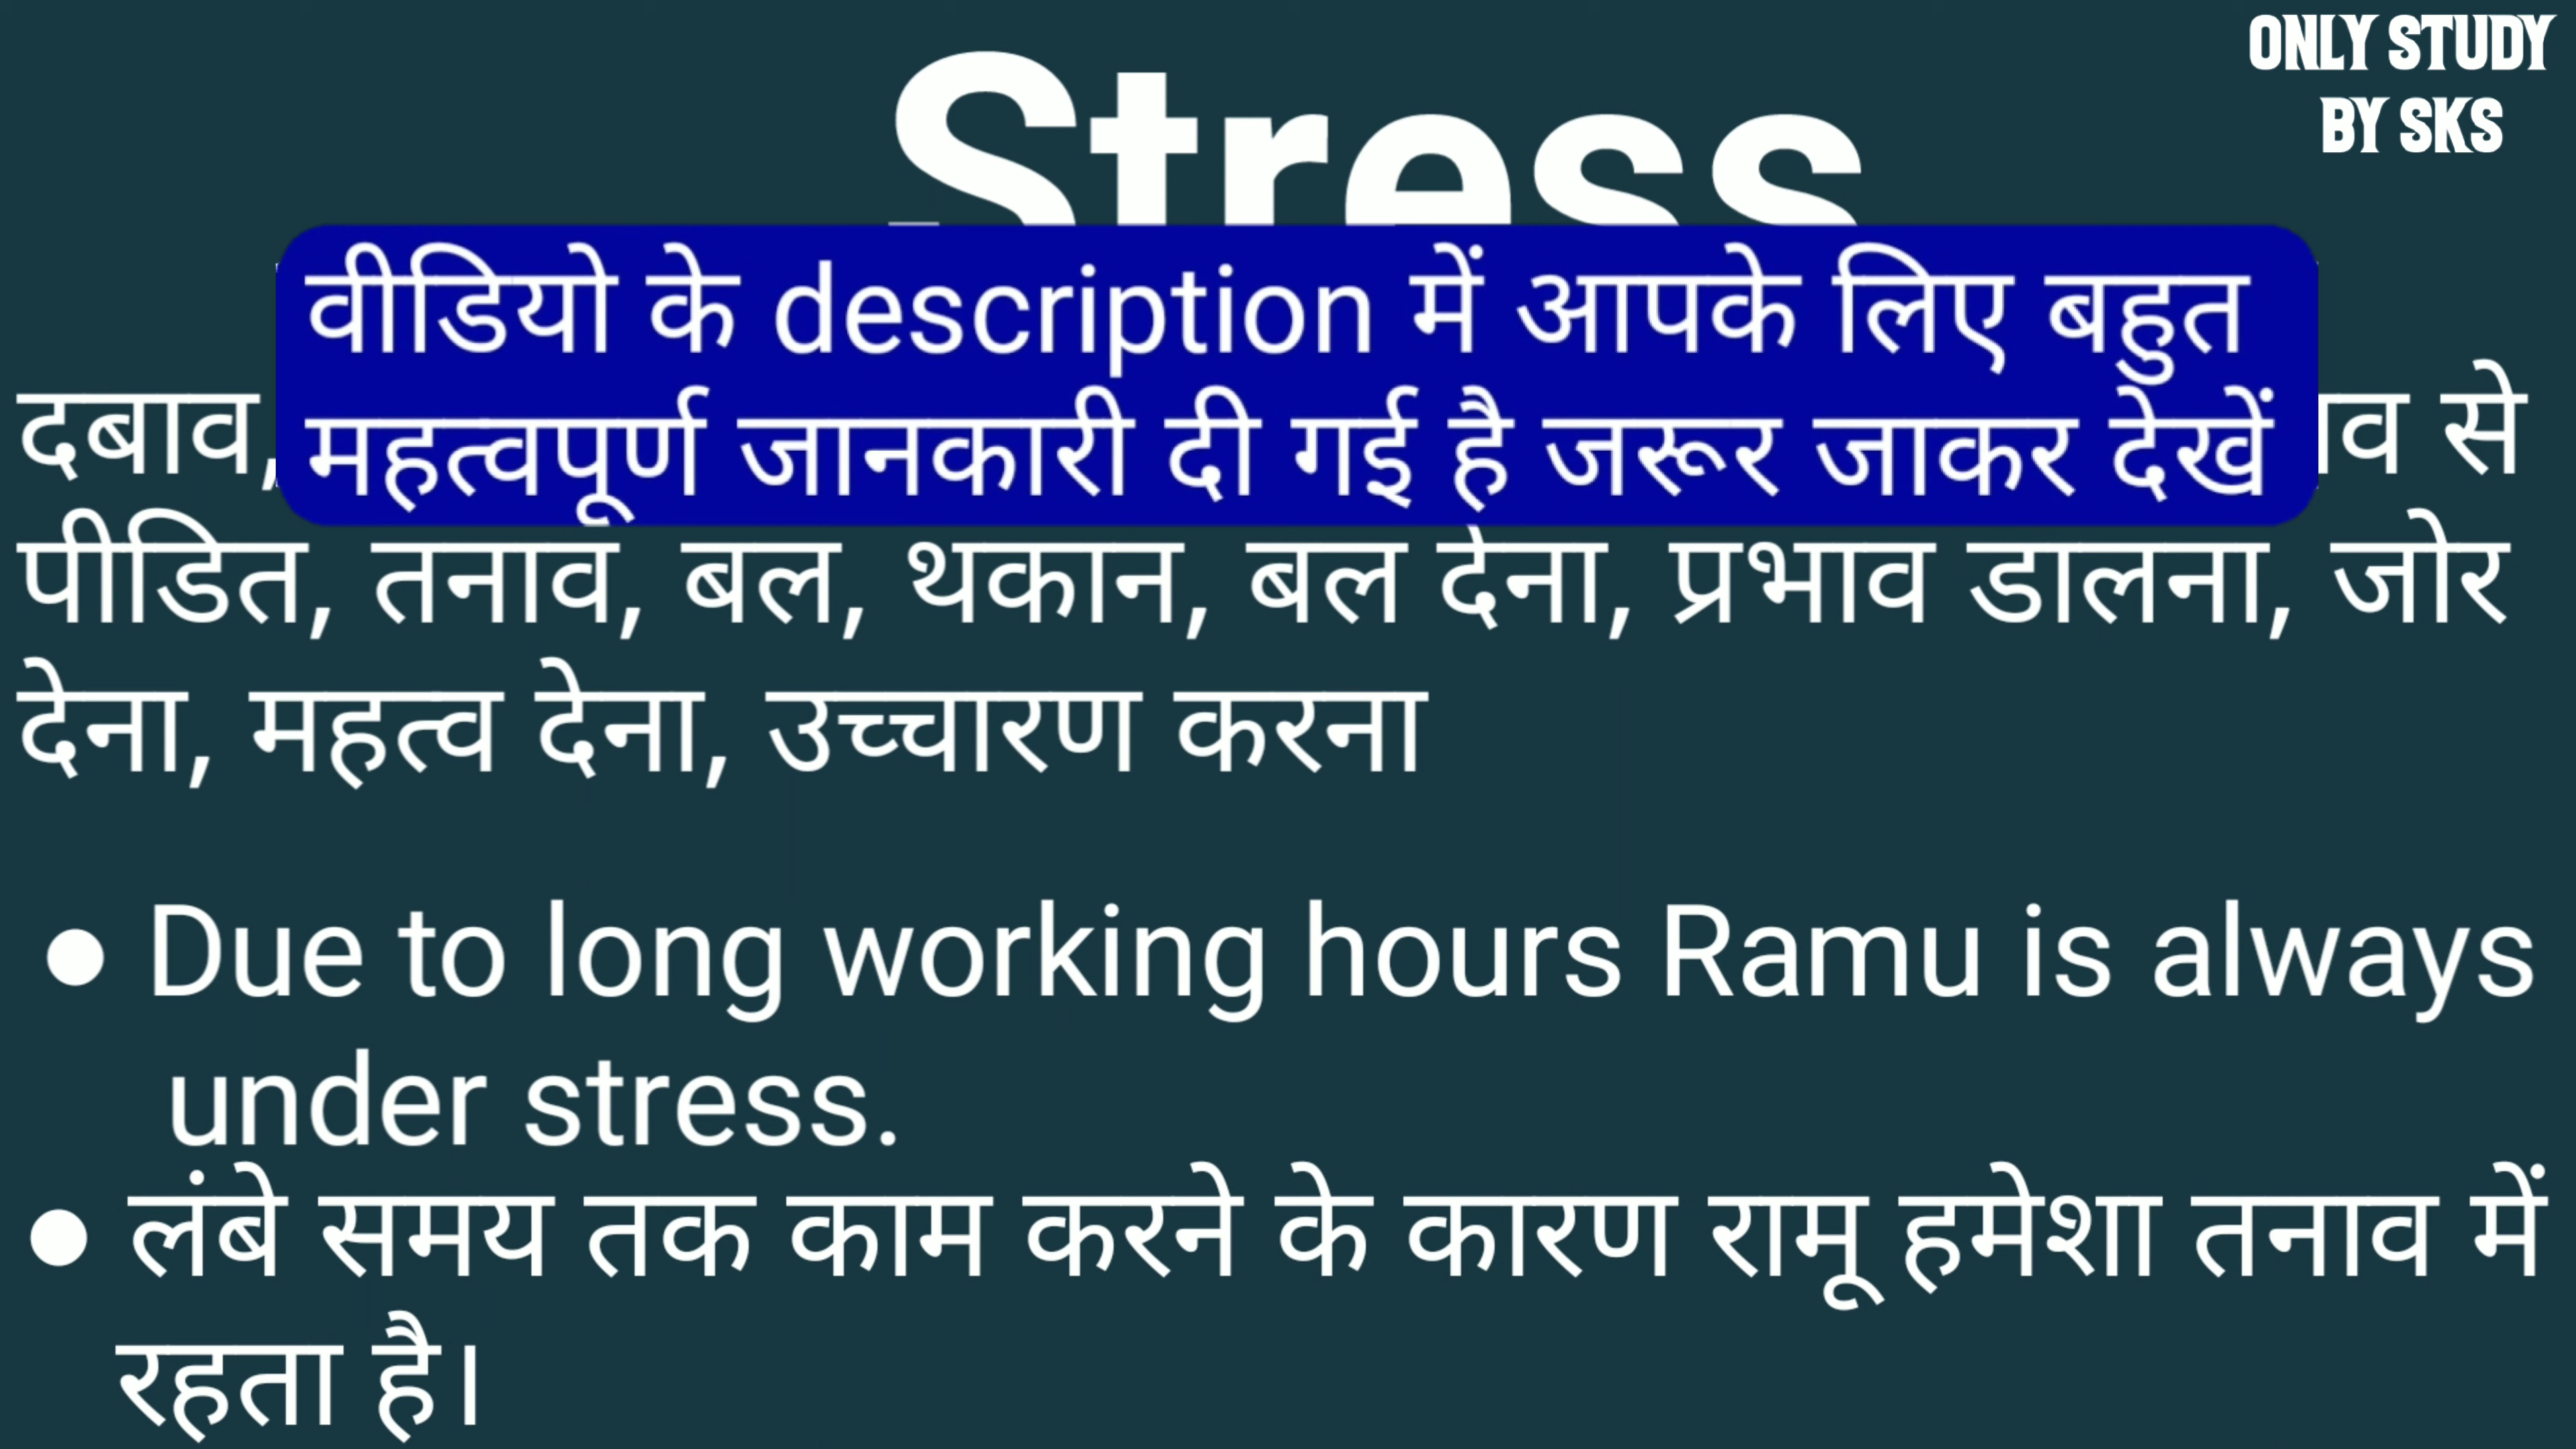 ONLY STUDY
BY SKS
Stress
वीडियो के description में आपके लिए बहुत
महत्वपूर्ण जानकारी दी गई है जरूर जाकर देखें
दबाव, से
पीडित, तनाव, बल, थकान, बल देना, प्रभाव डालना, जोर
देना, महत्व देना, उच्चारण करना
● Due to long working hours Ramu is always
under stress.
● लंबे समय तक काम करने के कारण रामू हमेशा तनाव में
रहता है।